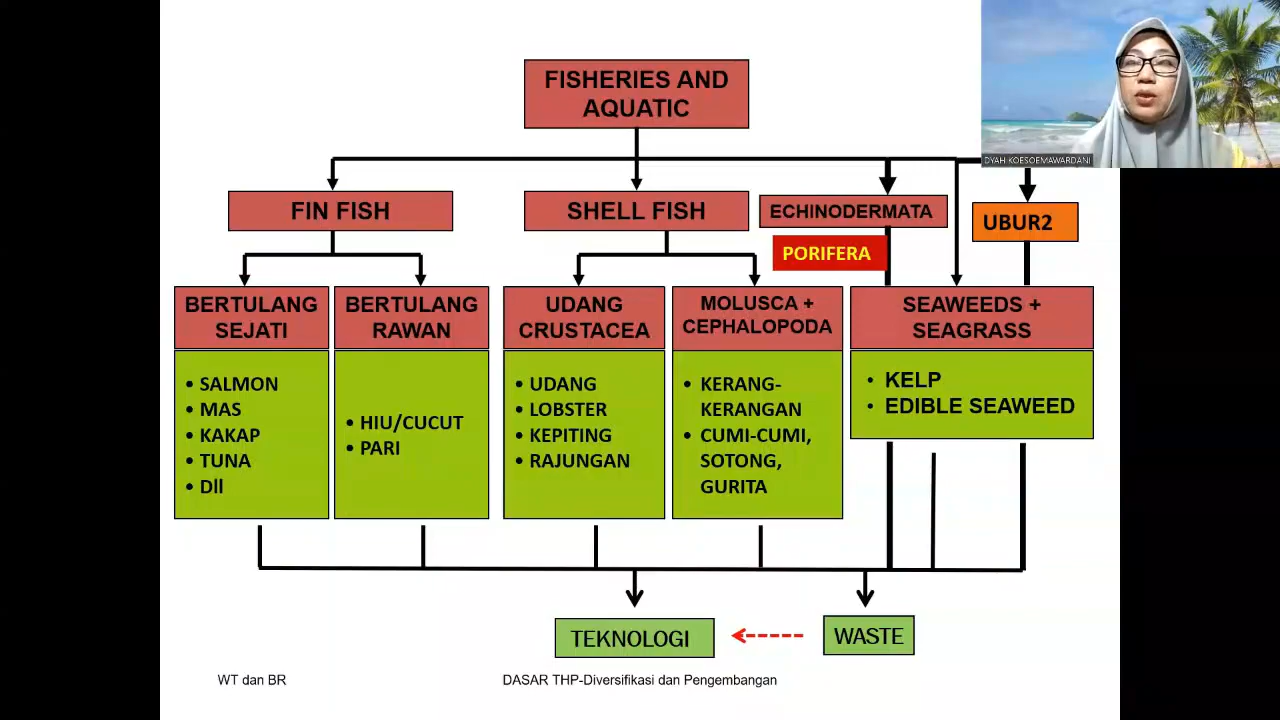 FISHERIES AND
AQUATIC
DYAH KOESOEMAWARDANI
FIN FISH
SHELL FISH
ECHINODERMATA
UBUR2
PORIFERA
BERTULANG
SEJATI
BERTULANG
RAWAN
UDANG
CRUSTACEA
MOLUSCA +
CEPHALOPODA
SEAWEEDS +
SEAGRASS
• SALMON
• MAS
• KAKAP
• TUNA
• Dll
• HIU/CUCUT
• PARI
• UDANG
• LOBSTER
• KEPITING
• RAJUNGAN
• KERANG-
KERANGAN
• CUMI-CUMI,
SOTONG,
GURITA
• KELP
• EDIBLE SEAWEED
TEKNOLOGI
WASTE
WT dan BR
DASAR THP-Diversifikasi dan Pengembangan